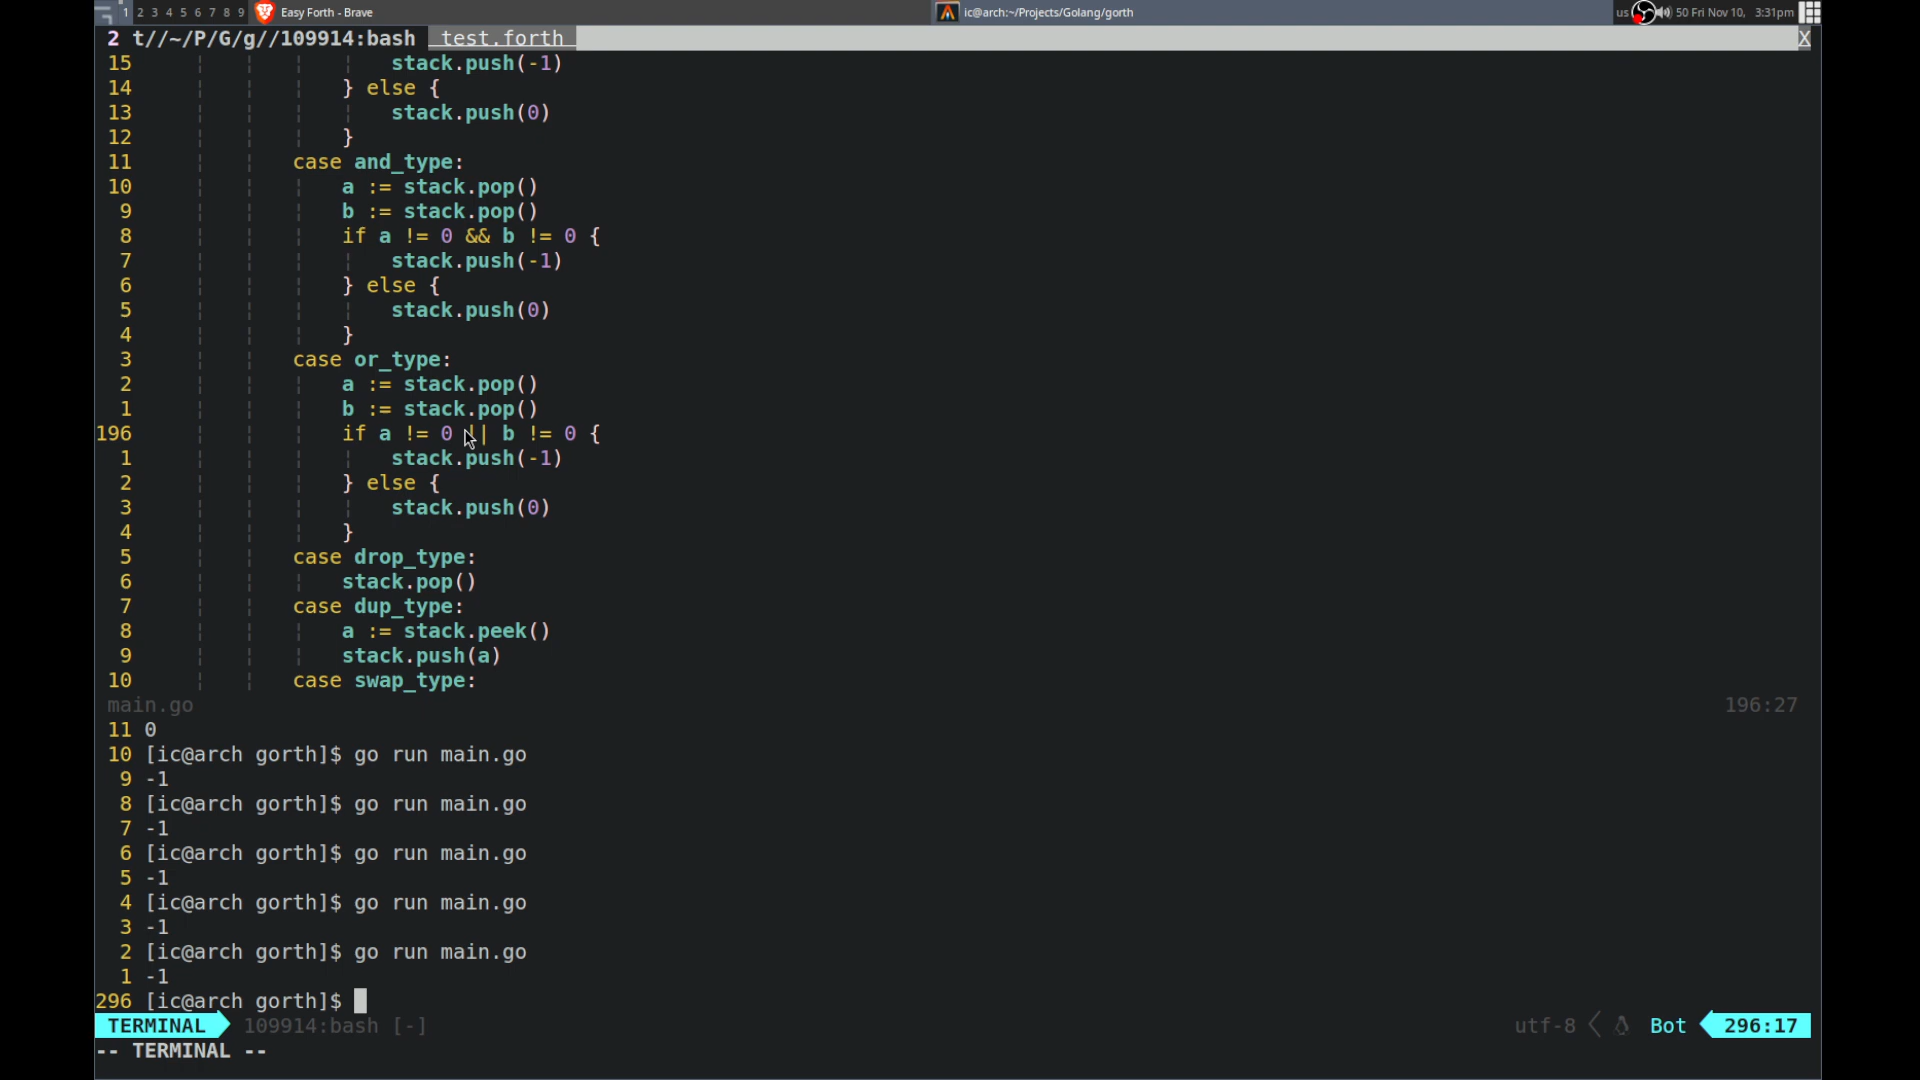 1 2 3 4 5 6 7 8 9 Easy Forth - Brave ic@arch:~/Projects/Golang/gorth us 50 Fri Nov 10, 3:31pm
2 t//~/P/G/g//109914:bash test.forth X
15 stack.push(-1)
14 } else {
13 stack.push(0)
12 }
11 case and_type:
10 a := stack.pop()
9 b := stack.pop()
8 if a != 0 && b != 0 {
7 stack.push(-1)
6 } else {
5 stack.push(0)
4 }
3 case or_type:
2 a := stack.pop()
1 b := stack.pop()
196 if a != 0 || b != 0 {
1 stack.push(-1)
2 } else {
3 stack.push(0)
4 }
5 case drop_type:
6 stack.pop()
7 case dup_type:
8 a := stack.peek()
9 stack.push(a)
10 case swap_type:
main.go 196:27
11 0
10 [ic@arch gorth]$ go run main.go
9 -1
8 [ic@arch gorth]$ go run main.go
7 -1
6 [ic@arch gorth]$ go run main.go
5 -1
4 [ic@arch gorth]$ go run main.go
3 -1
2 [ic@arch gorth]$ go run main.go
1 -1
296 [ic@arch gorth]$
TERMINAL 109914:bash [-] utf-8 Bot 296:17
-- TERMINAL --